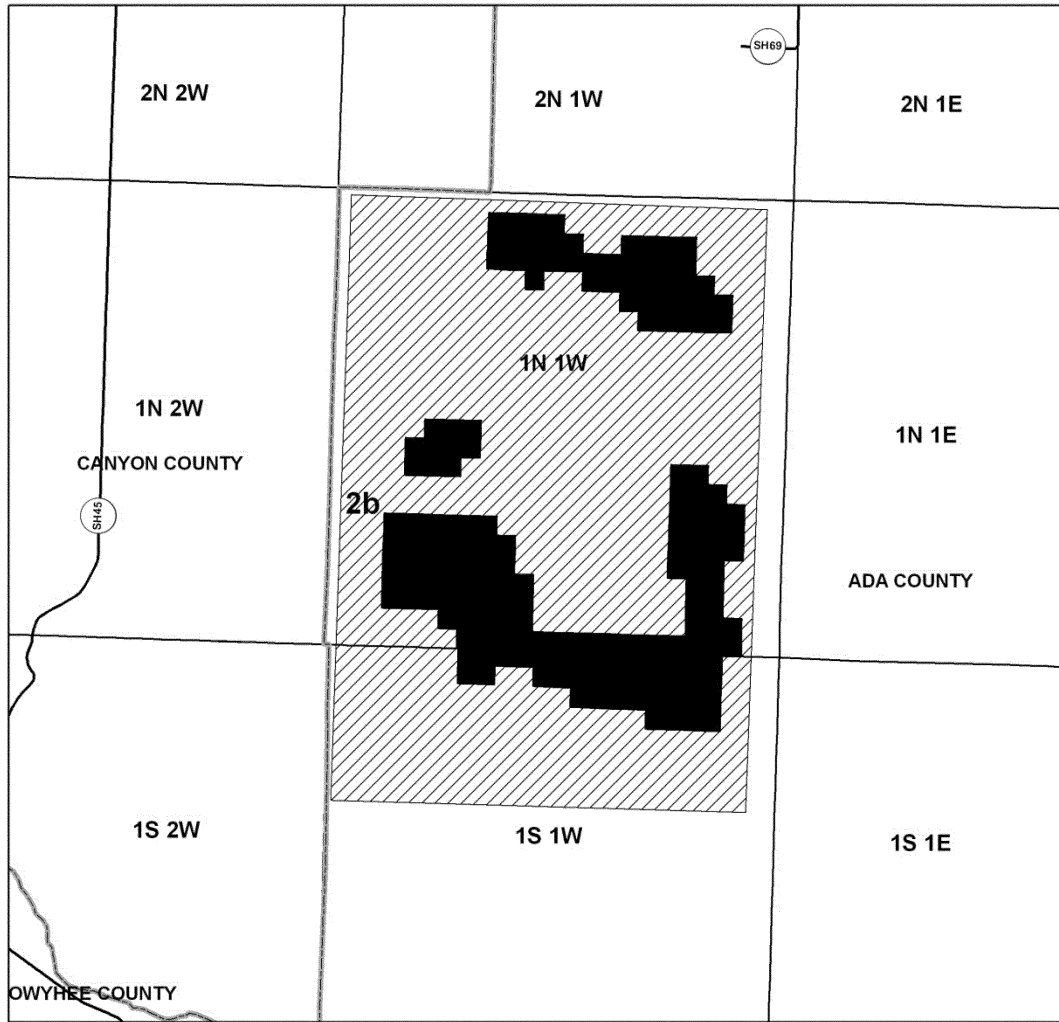 SH69
2N 2W
2N 1W
2N 1E
1N 1W
1N 2W
1N 1E
CANYON COUNTY
2b
SH45
ADA COUNTY
1S 2W
1S 1W
1S 1E
OWYHEE COUNTY